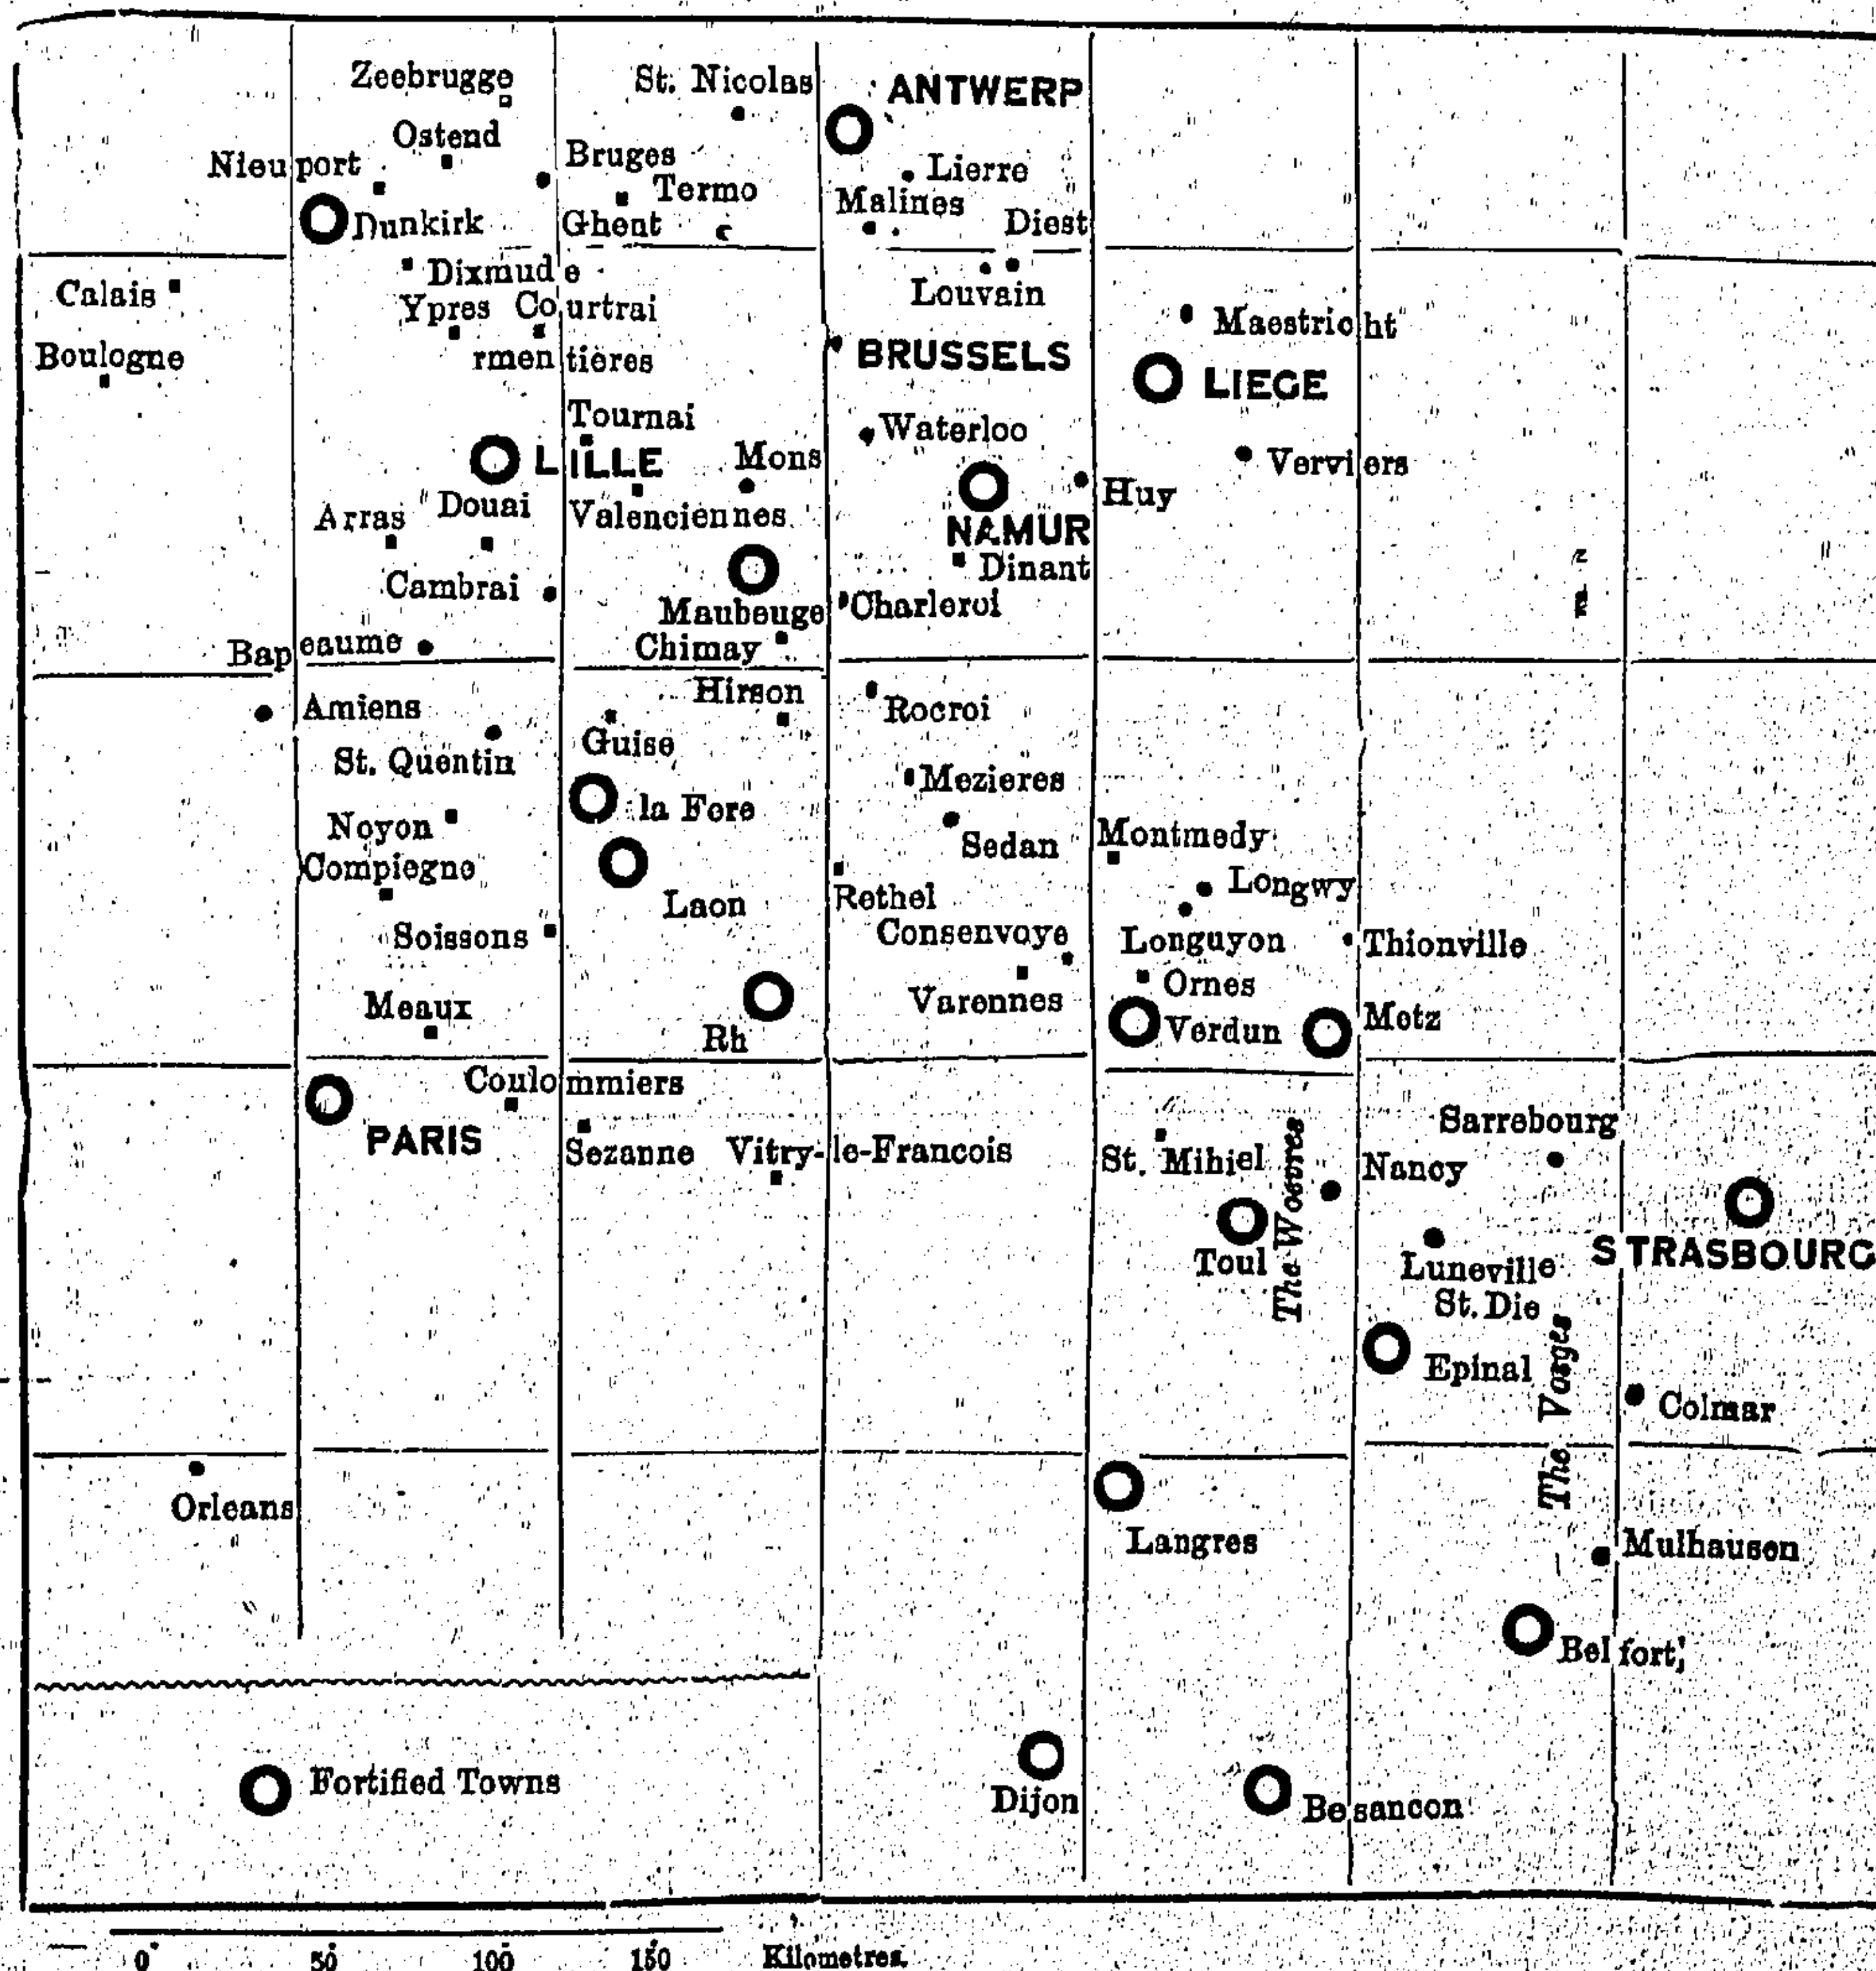 Zeebrugge
St. Nicolas
ANTWERP
Ostend
Nieuport
Bruges
Lierre
Termo
Malines
Dunkirk
Ghent
Diest
Dixmude
Calais
Louvain
Ypres
Courtrai
Maestricht
Boulogne
rmentières
BRUSSELS
LIEGE
Tournai
Waterloo
LILLE
Mons
Verviers
Huy
Arras
Douai
Valenciennes
NAMUR
Dinant
Cambrai
Maubeuge
Charleroi
Bapeaume
Chimay
Hirson
Amiens
Rocroi
Guise
St. Quentin
Mezieres
la Fere
Noyon
Sedan
Montmedy
Compiegne
Longwy
Laon
Rethel
Soissons
Consenvoye
Longuyon
Thionville
Ornes
Meaux
Varennes
Verdun
Metz
Rh
Coulommiers
Sarrebourg
PARIS
Sezanne
Vitry-le-Francois
St. Mihiel
The Woevre
Nancy
Toul
Luneville
STRASBOURG
St. Die
Epinal
The Vosges
Colmar
Orleans
Langres
Mulhausen
Belfort
Fortified Towns
Dijon
Besancon
0 50 100 150 Kilometres.